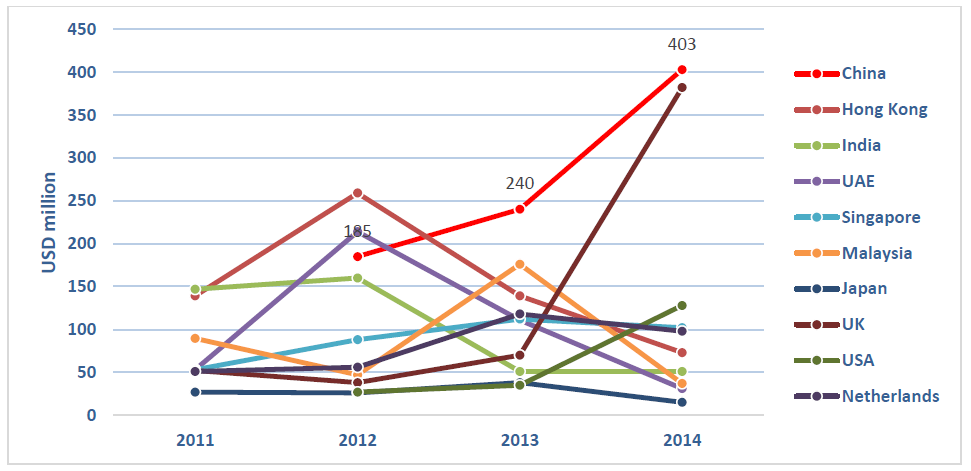 450
400
350
300
250
200
150
100
50
0
USD million
403
240
185
2011 2012 2013 2014
China
Hong Kong
India
UAE
Singapore
Malaysia
Japan
UK
USA
Netherlands